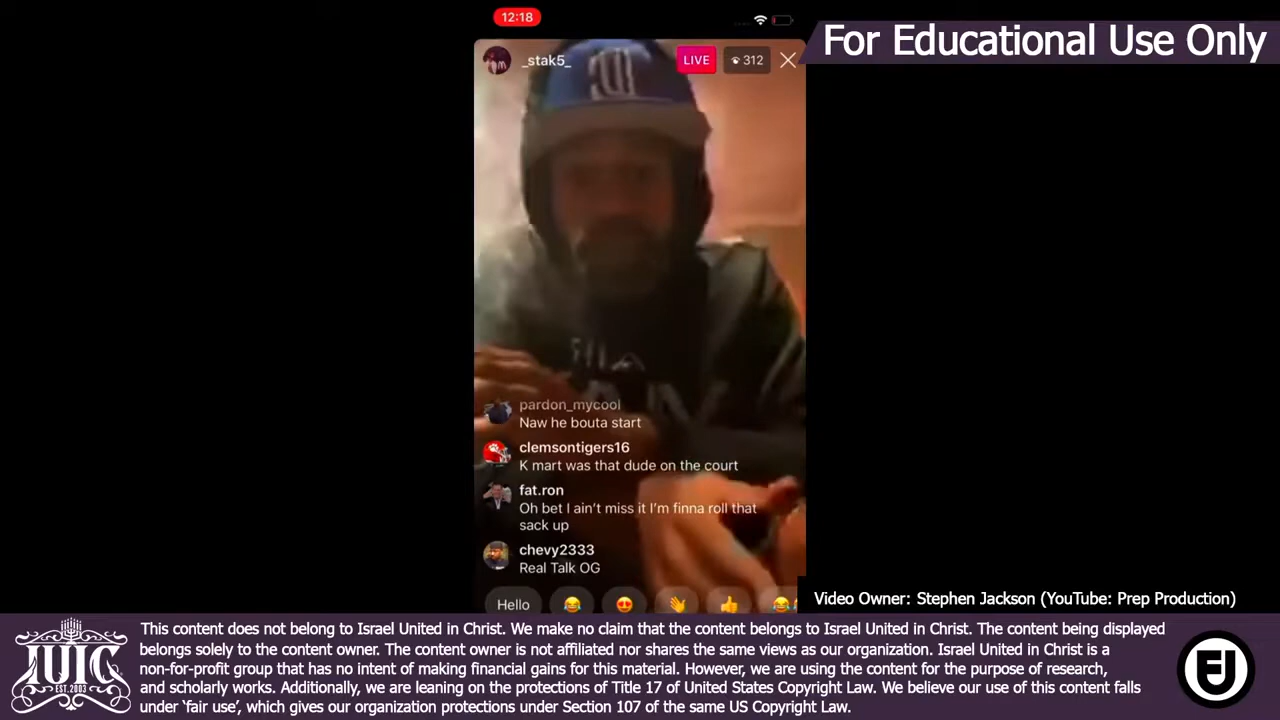 12:18
For Educational Use Only
_stak5_
LIVE
312
pardon_mycool
Naw he bouta start
clemsontigers16
K mart was that dude on the court
fat.ron
Oh bet I ain't miss it I'm finna roll that
sack up
chevy2333
Real Talk OG
Hello
Video Owner: Stephen Jackson (YouTube: Prep Production)
This content does not belong to Israel United in Christ. We make no claim that the content belongs to Israel United in Christ. The content being displayed
belongs solely to the content owner. The content owner is not affiliated nor shares the same views as our organization. Israel United in Christ is a
non-for-profit group that has no intent of making financial gains for this material. However, we are using the content for the purpose of research,
and scholarly works. Additionally, we are leaning on the protections of Title 17 of United States Copyright Law. We believe our use of this content falls
under 'fair use', which gives our organization protections under Section 107 of the same US Copyright Law.
IUIC
EST. 2003